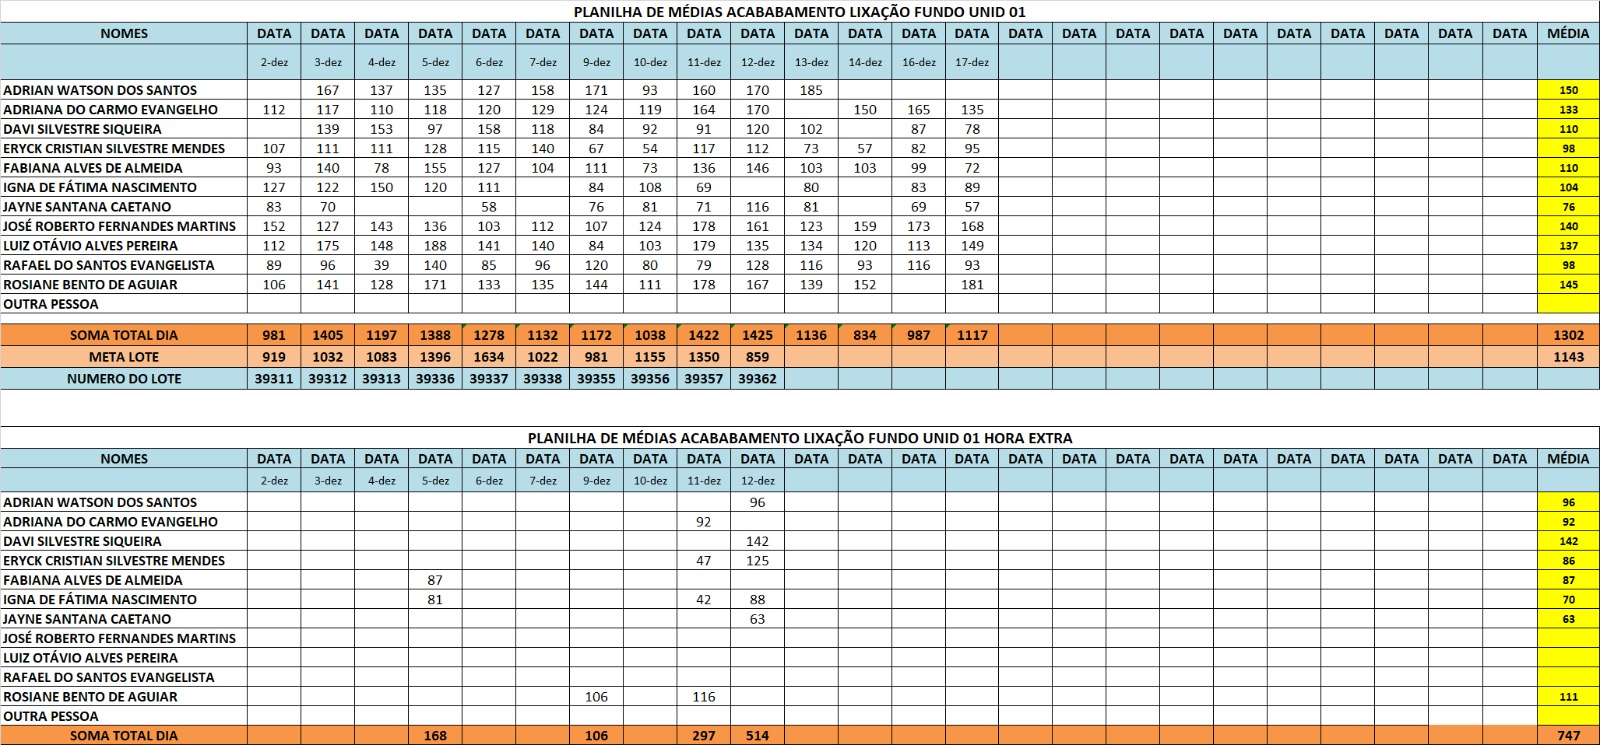 PLANILHA DE MÉDIAS ACABABAMENTO LIXAÇÃO FUNDO UNID 01
NOMES DATA DATA DATA DATA DATA DATA DATA DATA DATA DATA DATA DATA DATA DATA DATA DATA DATA DATA DATA DATA DATA DATA DATA DATA MÉDIA
2-dez 3-dez 4-dez 5-dez 6-dez 7-dez 9-dez 10-dez 11-dez 12-dez 13-dez 14-dez 16-dez 17-dez
ADRIAN WATSON DOS SANTOS 167 137 135 127 158 171 93 160 170 185 150
ADRIANA DO CARMO EVANGELHO 112 117 110 118 120 129 124 119 164 170 150 165 135 133
DAVI SILVESTRE SIQUEIRA 139 153 97 158 118 84 92 91 120 102 87 78 110
ERYCK CRISTIAN SILVESTRE MENDES 107 111 111 128 115 140 67 54 117 112 73 57 82 95 98
FABIANA ALVES DE ALMEIDA 93 140 78 155 127 104 111 73 136 146 103 103 99 72 110
IGNA DE FÁTIMA NASCIMENTO 127 122 150 120 111 84 108 69 80 83 89 104
JAYNE SANTANA CAETANO 83 70 58 76 81 71 116 81 69 57 76
JOSÉ ROBERTO FERNANDES MARTINS 152 127 143 136 103 112 107 124 178 161 123 159 173 168 140
LUIZ OTÁVIO ALVES PEREIRA 112 175 148 188 141 140 84 103 179 135 134 120 113 149 137
RAFAEL DO SANTOS EVANGELISTA 89 96 39 140 85 96 120 80 79 128 116 93 116 93 98
ROSIANE BENTO DE AGUIAR 106 141 128 171 133 135 144 111 178 167 139 152 181 145
OUTRA PESSOA
SOMA TOTAL DIA 981 1405 1197 1388 1278 1132 1172 1038 1422 1425 1136 834 987 1117 1302
META LOTE 919 1032 1083 1396 1634 1022 981 1155 1350 859 1143
NUMERO DO LOTE 39311 39312 39313 39336 39337 39338 39355 39356 39357 39362
PLANILHA DE MÉDIAS ACABABAMENTO LIXAÇÃO FUNDO UNID 01 HORA EXTRA
NOMES DATA DATA DATA DATA DATA DATA DATA DATA DATA DATA DATA DATA DATA DATA DATA DATA DATA DATA DATA DATA DATA DATA DATA DATA MÉDIA
2-dez 3-dez 4-dez 5-dez 6-dez 7-dez 9-dez 10-dez 11-dez 12-dez
ADRIAN WATSON DOS SANTOS 96 96
ADRIANA DO CARMO EVANGELHO 92 92
DAVI SILVESTRE SIQUEIRA 142 142
ERYCK CRISTIAN SILVESTRE MENDES 47 125 86
FABIANA ALVES DE ALMEIDA 87 87
IGNA DE FÁTIMA NASCIMENTO 81 42 88 70
JAYNE SANTANA CAETANO 63 63
JOSÉ ROBERTO FERNANDES MARTINS
LUIZ OTÁVIO ALVES PEREIRA
RAFAEL DO SANTOS EVANGELISTA
ROSIANE BENTO DE AGUIAR 106 116 111
OUTRA PESSOA
SOMA TOTAL DIA 168 106 297 514 747